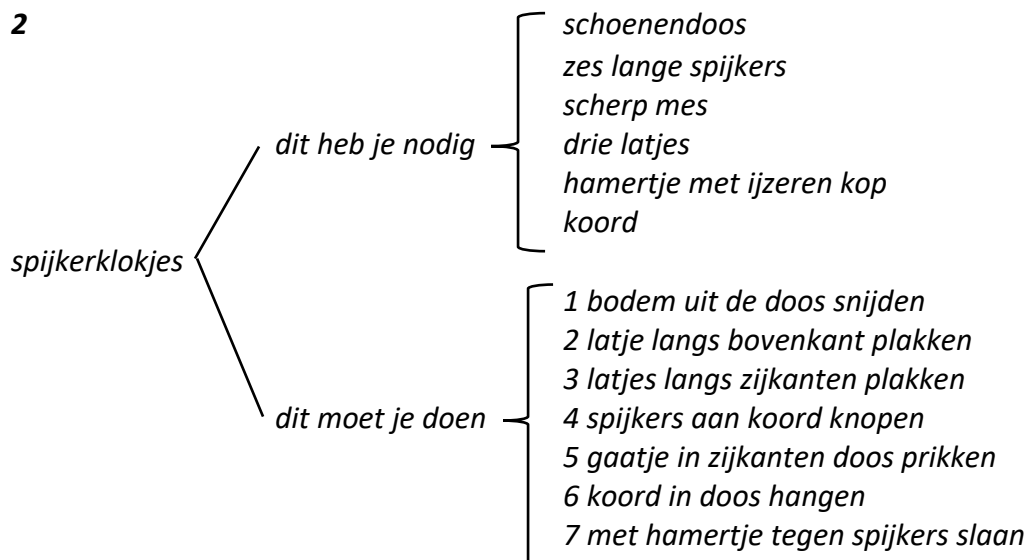 2
spijkerklokjes
dit heb je nodig
schoenendoos
zes lange spijkers
scherp mes
drie latjes
hamertje met ijzeren kop
koord
dit moet je doen
1 bodem uit de doos snijden
2 latje langs bovenkant plakken
3 latjes langs zijkanten plakken
4 spijkers aan koord knopen
5 gaatje in zijkanten doos prikken
6 koord in doos hangen
7 met hamertje tegen spijkers slaan